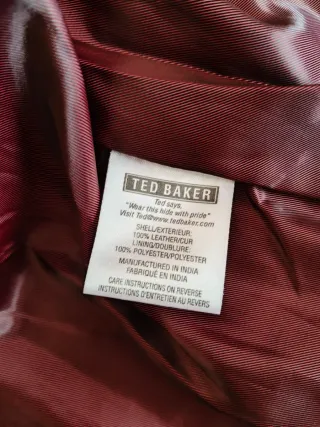 TED BAKER
Ted says,
"Wear this hide with pride"
Visit Ted@www.tedbaker.com
SHELL/EXTERIEUR:
100% LEATHER/CUIR
LINING/DOUBLURE:
100% POLYESTER/POLYESTER
MANUFACTURED IN INDIA
FABRIQUÉ EN INDIA
CARE INSTRUCTIONS ON REVERSE
INSTRUCTIONS D'ENTRETIEN AU REVERS